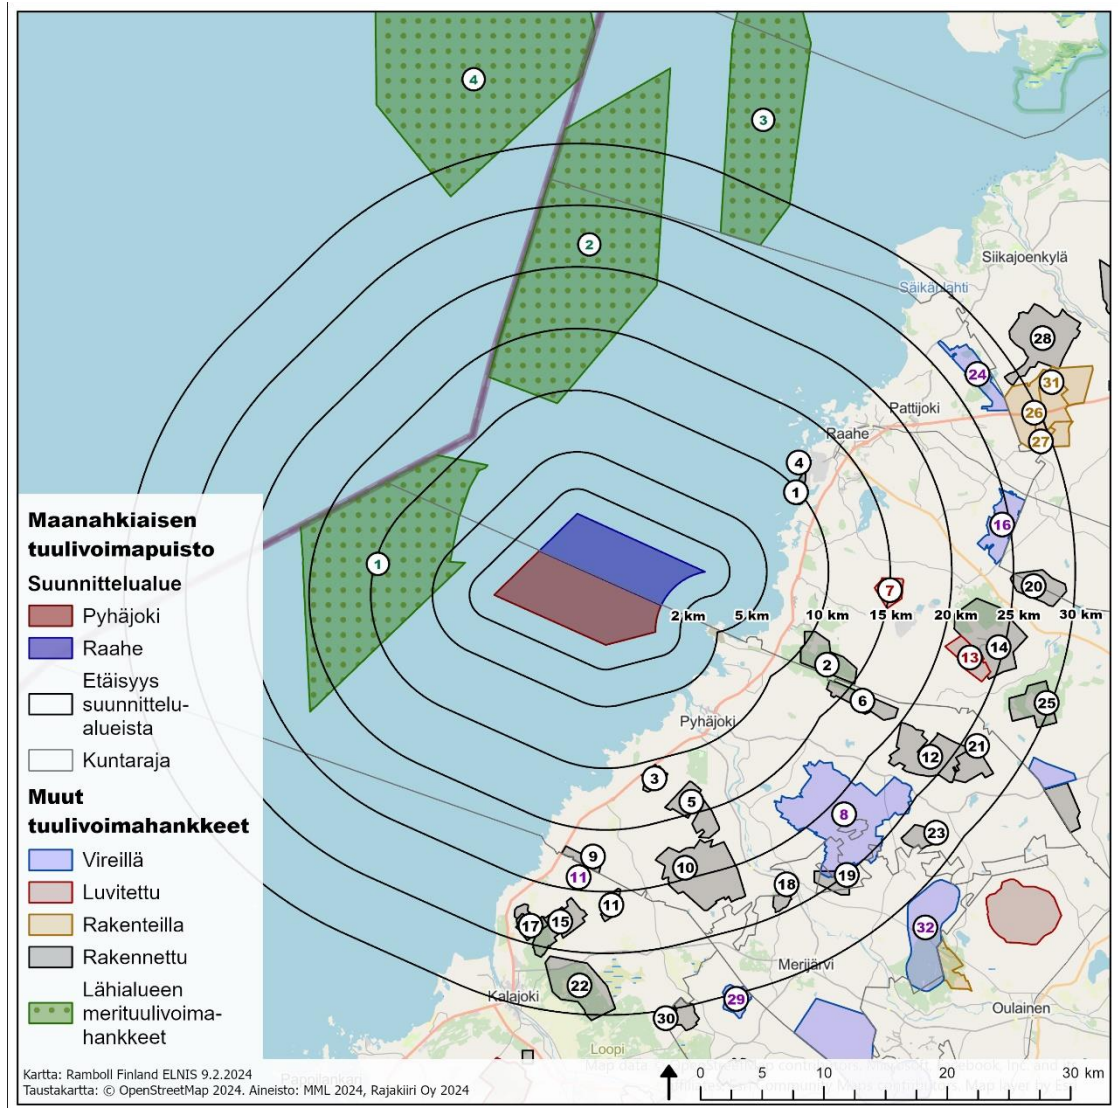 4
3
2
Siikajoenkylä
Säikänlahti
28
24
31
Pattijoki
26
Raahe
27
4
1
16
1
20
7
2 km
5 km
10 km
15 km
20 km
25 km
30 km
14
13
2
6
25
Pyhäjoki
21
12
3
5
8
23
9
10
19
11
18
11
17
15
32
Merijärvi
22
Kalajoki
29
30
Oulainen
Loopi
Maanahkiaisen
tuulivoimapuisto
Suunnittelualue
Pyhäjoki
Raahe
Etäisyys
suunnittelu-
alueista
Kuntaraja
Muut
tuulivoimahankkeet
Vireillä
Luvitettu
Rakenteilla
Rakennettu
Lähialueen
merituulivoima-
hankkeet
Kartta: Ramboll Finland ELNIS 9.2.2024
Taustakartta: © OpenStreetMap 2024. Aineisto: MML 2024, Rajakiiri Oy 2024
0 5 10 20 30 km